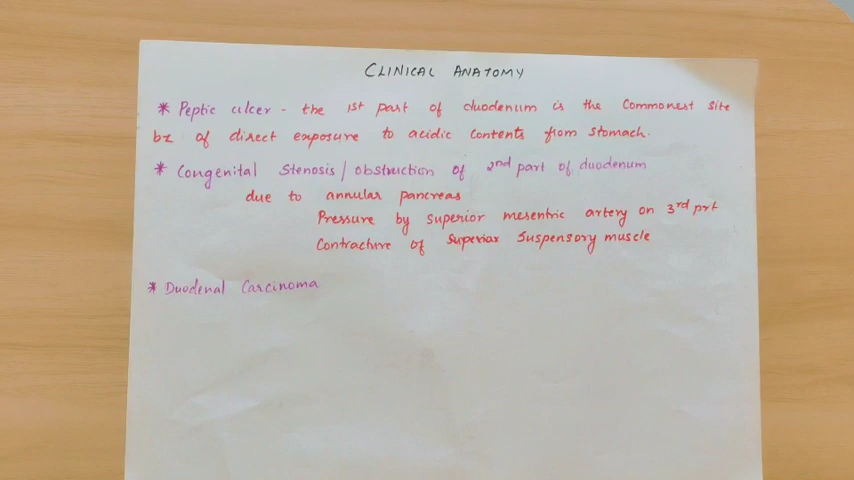 CLINICAL ANATOMY
* Peptic ulcer - the 1st part of duodenum is the Commonest site
bz of direct exposure to acidic contents from stomach.
* Congenital Stenosis/obstruction of 2nd part of duodenum
due to annular pancreas
Pressure by superior mesentric artery on 3rd prt
Contracture of Superior Suspensory muscle
* Duodenal Carcinoma